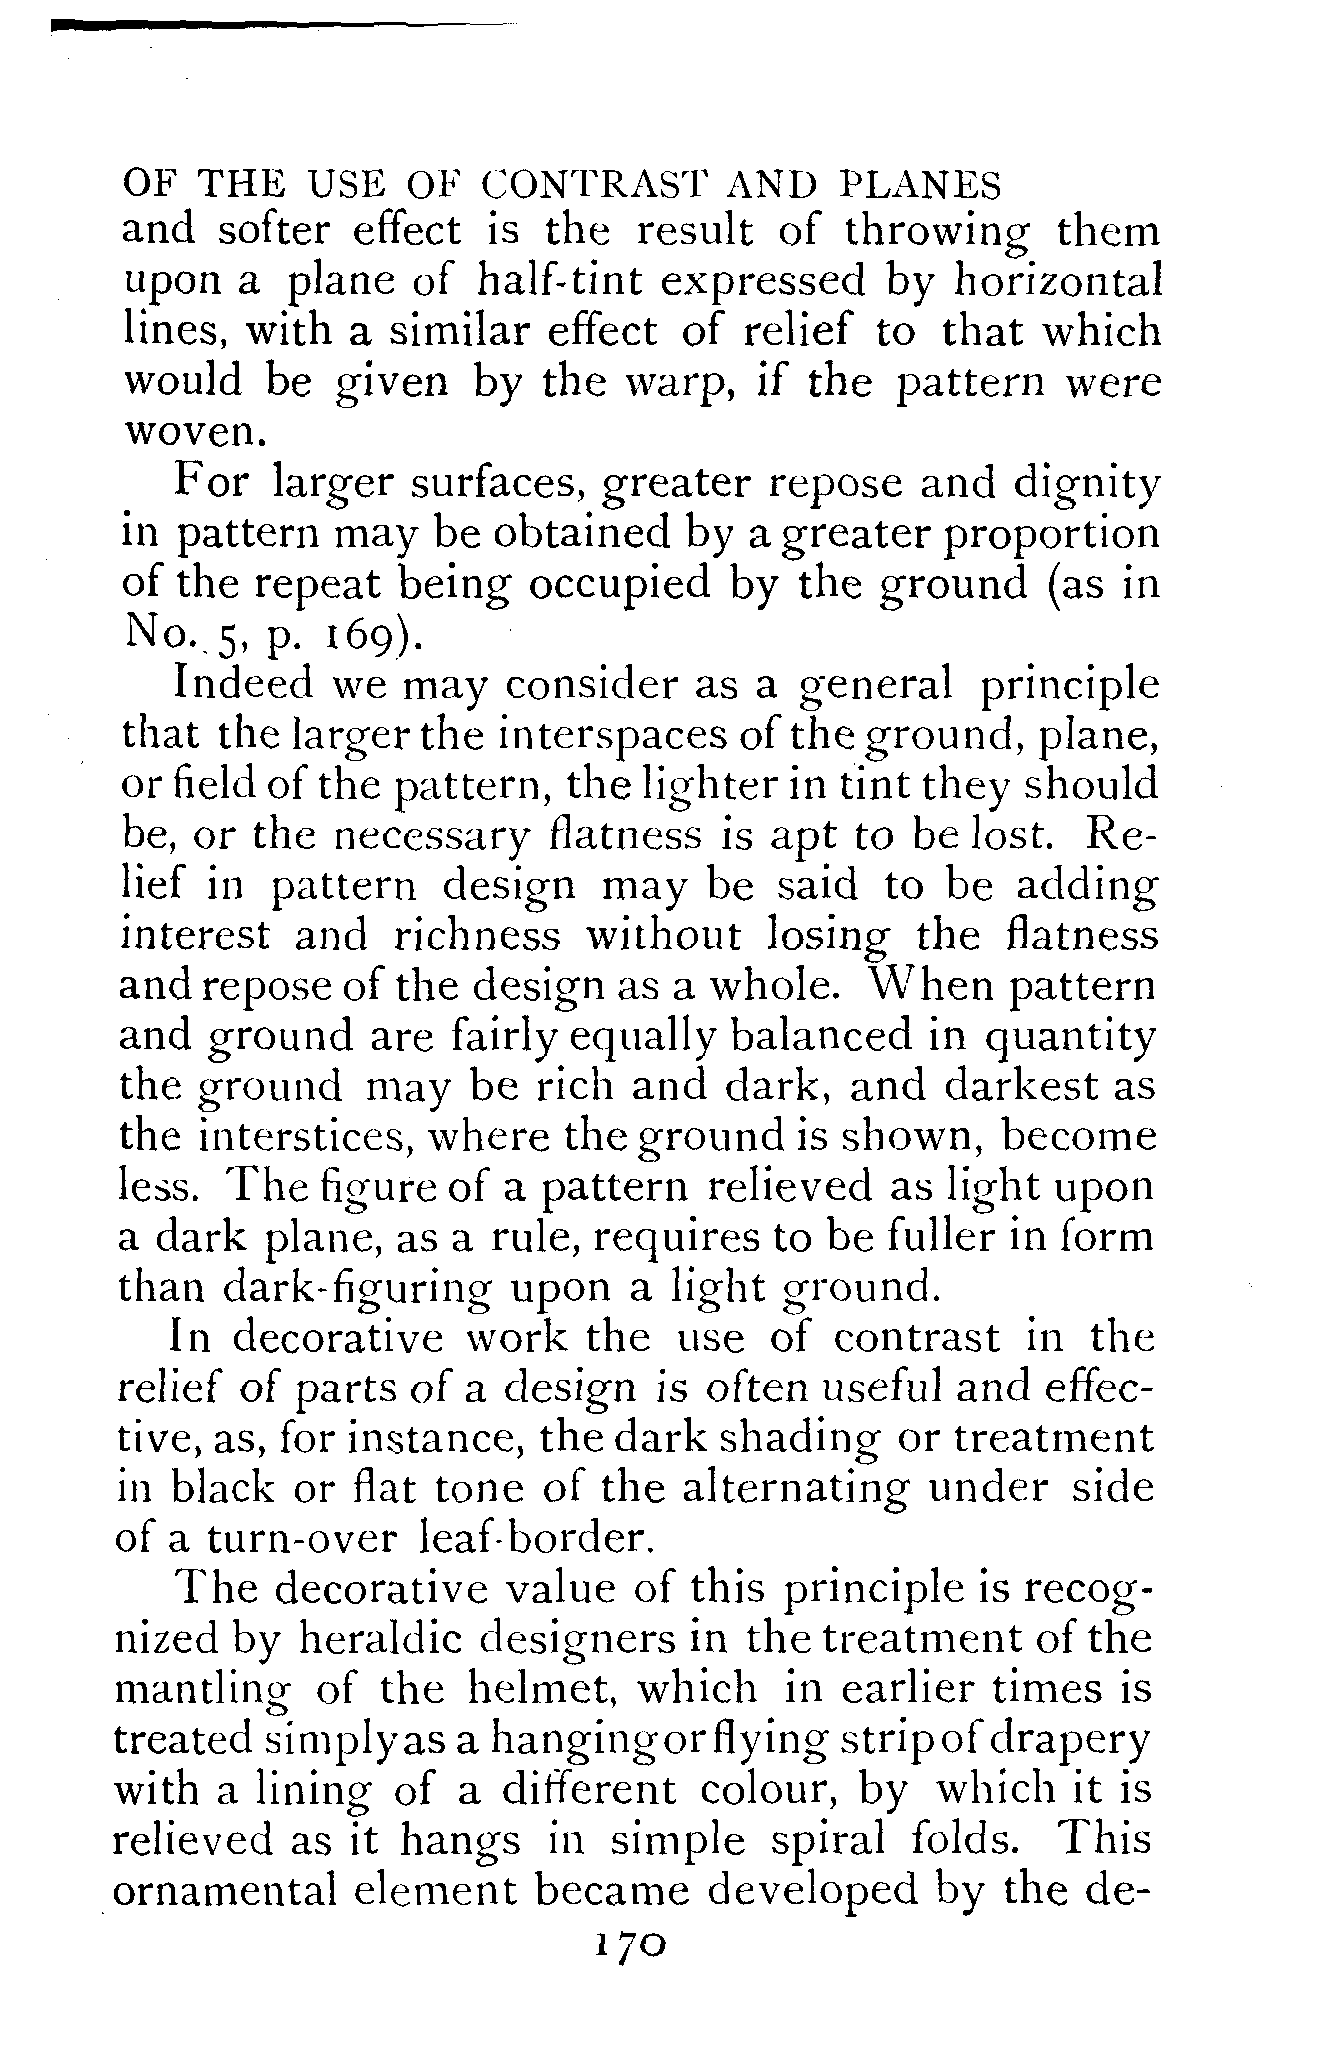 OF THE USE OF CONTRAST AND PLANES
and softer effect is the result of throwing them
upon a plane of half-tint expressed by horizontal
lines, with a similar effect of relief to that which
would be given by the warp, if the pattern were
woven.
For larger surfaces, greater repose and dignity
in pattern may be obtained by a greater proportion
of the repeat being occupied by the ground (as in
No. 5, p. 169).
Indeed we may consider as a general principle
that the larger the interspaces of the ground, plane,
or field of the pattern, the lighter in tint they should
be, or the necessary flatness is apt to be lost. Re-
lief in pattern design may be said to be adding
interest and richness without losing the flatness
and repose of the design as a whole. When pattern
and ground are fairly equally balanced in quantity
the ground may be rich and dark, and darkest as
the interstices, where the ground is shown, become
less. The figure of a pattern relieved as light upon
a dark plane, as a rule, requires to be fuller in form
than dark-figuring upon a light ground.
In decorative work the use of contrast in the
relief of parts of a design is often useful and effec-
tive, as, for instance, the dark shading or treatment
in black or flat tone of the alternating under side
of a turn-over leaf-border.
The decorative value of this principle is recog-
nized by heraldic designers in the treatment of the
mantling of the helmet, which in earlier times is
treated simply as a hanging or flying strip of drapery
with a lining of a different colour, by which it is
relieved as it hangs in simple spiral folds. This
ornamental element became developed by the de-
170